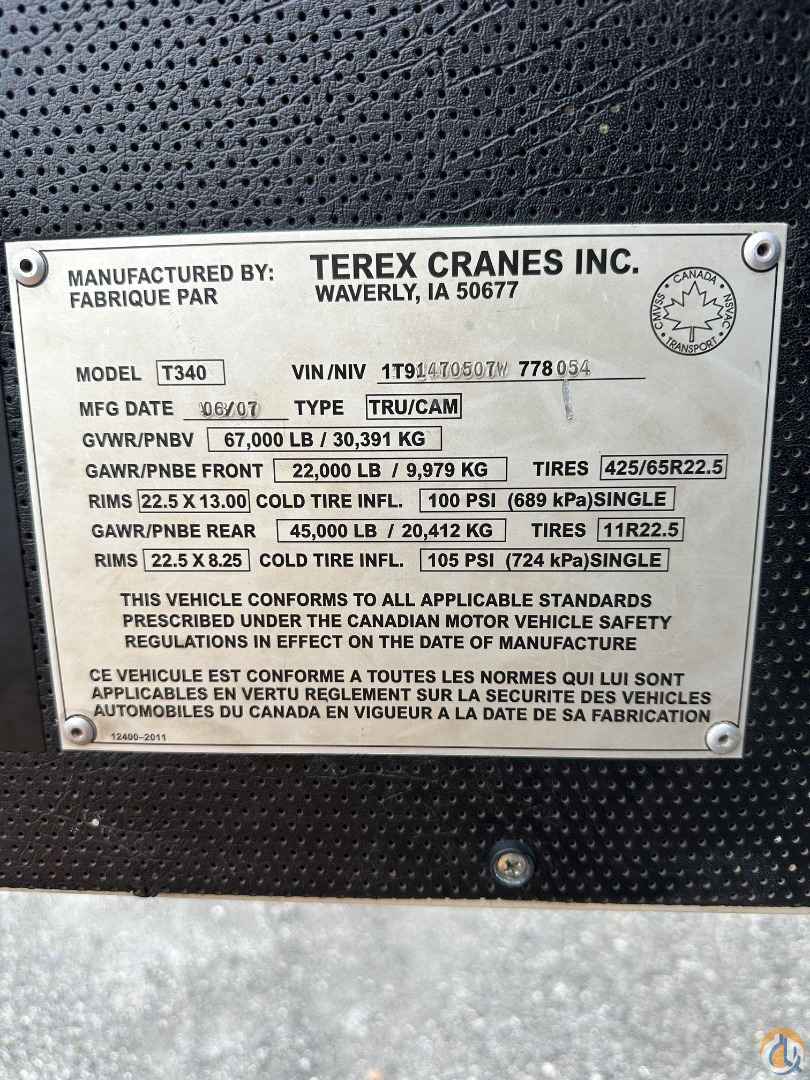 MANUFACTURED BY: TEREX CRANES INC.
FABRIQUE PAR WAVERLY, IA 50677
CANADA
CMVSS NSVAC
TRANSPORT
MODEL T340 VIN/NIV 1T91470507W 778054
MFG DATE 06/07 TYPE TRU/CAM
GVWR/PNBV 67,000 LB / 30,391 KG
GAWR/PNBE FRONT 22,000 LB / 9,979 KG TIRES 425/65R22.5
RIMS 22.5 X 13.00 COLD TIRE INFL. 100 PSI (689 kPa)SINGLE
GAWR/PNBE REAR 45,000 LB / 20,412 KG TIRES 11R22.5
RIMS 22.5 X 8.25 COLD TIRE INFL. 105 PSI (724 kPa)SINGLE
THIS VEHICLE CONFORMS TO ALL APPLICABLE STANDARDS
PRESCRIBED UNDER THE CANADIAN MOTOR VEHICLE SAFETY
REGULATIONS IN EFFECT ON THE DATE OF MANUFACTURE
CE VEHICULE EST CONFORME A TOUTES LES NORMES QUI LUI SONT
APPLICABLES EN VERTU REGLEMENT SUR LA SECURITE DES VEHICLES
AUTOMOBILES DU CANADA EN VIGUEUR A LA DATE DE SA FABRICATION
12400-2011